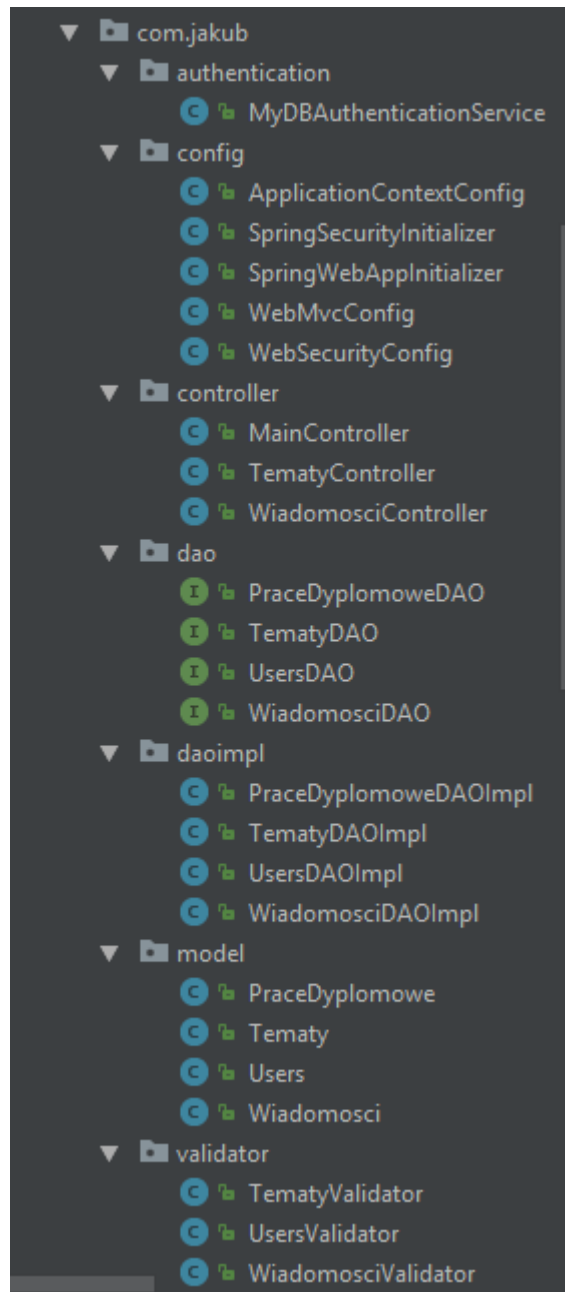 com.jakub
authentication
MyDBAuthenticationService
config
ApplicationContextConfig
SpringSecurityInitializer
SpringWebAppInitializer
WebMvcConfig
WebSecurityConfig
controller
MainController
TematyController
WiadomosciController
dao
PraceDyplomoweDAO
TematyDAO
UsersDAO
WiadomosciDAO
daoimpl
PraceDyplomoweDAOImpl
TematyDAOImpl
UsersDAOImpl
WiadomosciDAOImpl
model
PraceDyplomowe
Tematy
Users
Wiadomosci
validator
TematyValidator
UsersValidator
WiadomosciValidator